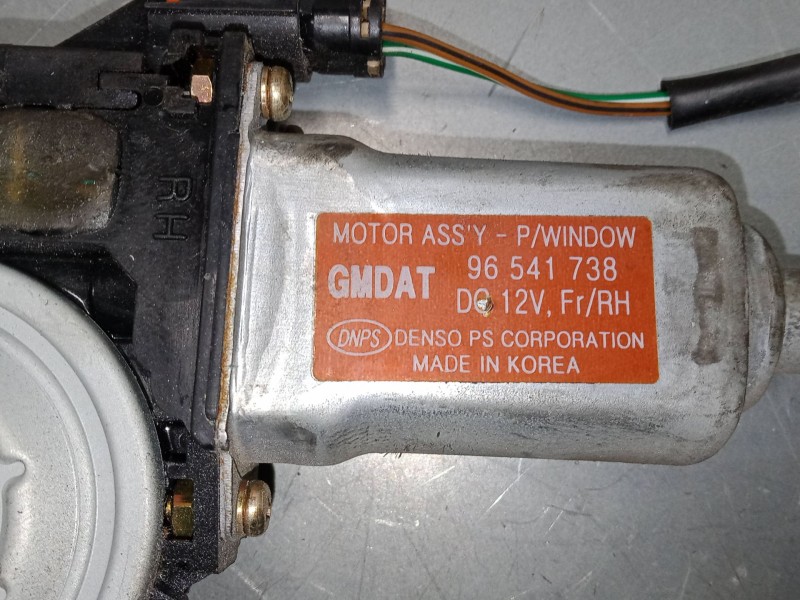 RH
MOTOR ASS'Y - P/WINDOW
GMDAT 96 541 738
DC 12V, Fr/RH
DNPS DENSO PS CORPORATION
MADE IN KOREA